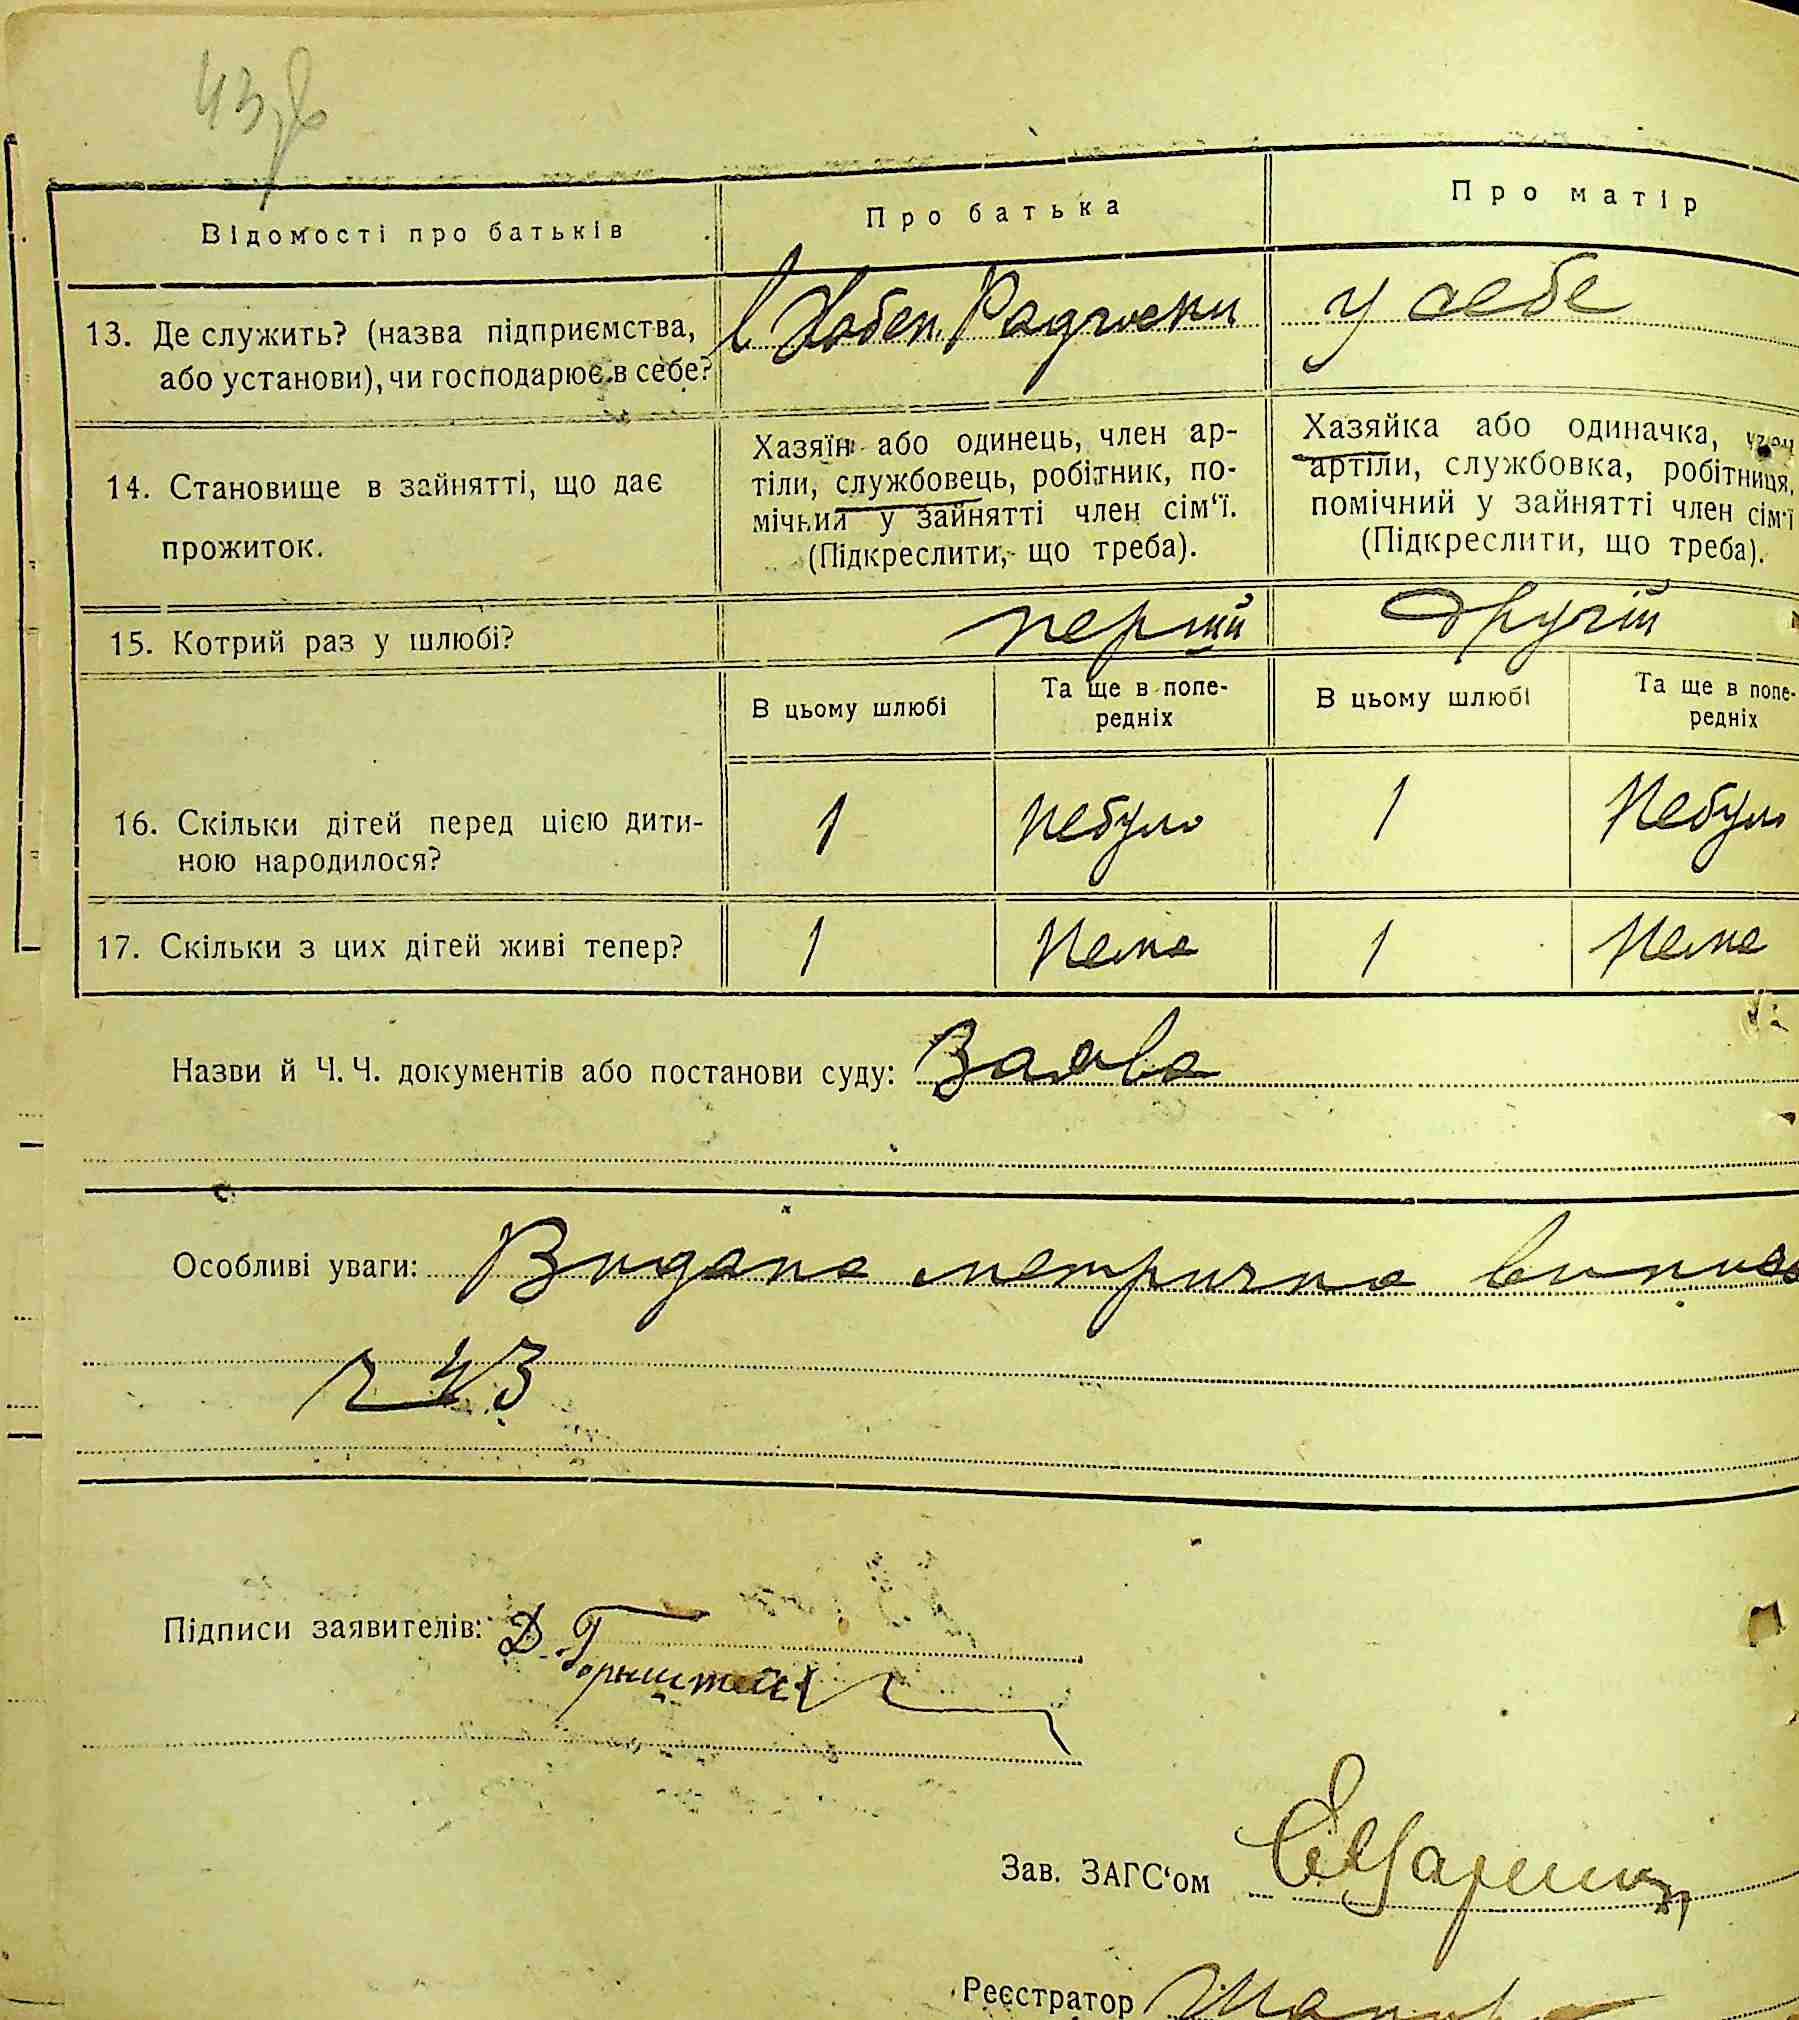 43
Відомості про батьків
Про батька
Про матір
13. Де служить? (назва підприємства, або установи), чи господарює в себе?
в Хабен. Радгоспи
у себе
14. Становище в зайнятті, що дає прожиток.
Хазяїн або одинець, член ар-
тіли, службовець, робітник, по-
мічний у зайнятті член сім'ї.
(Підкреслити, що треба).
Хазяйка або одиначка, член
артіли, службовка, робітниця,
помічний у зайнятті член сім'ї
(Підкреслити, що треба).
15. Котрий раз у шлюбі?
перший
Другий
В цьому шлюбі
Та ще в попе-
редніх
В цьому шлюбі
Та ще в попе-
редніх
16. Скільки дітей перед цією дити-
ною народилося?
1
Небуло
1
Небуло
17. Скільки з цих дітей живі тепер?
1
Нема
1
Нема
Назви й Ч. Ч. документів або постанови суду: Заява
Особливі уваги: Видана метрична випись
ч 43
Підписи заявителів: Д. Горнштейн
Зав. ЗАГС'ом
Реєстратор